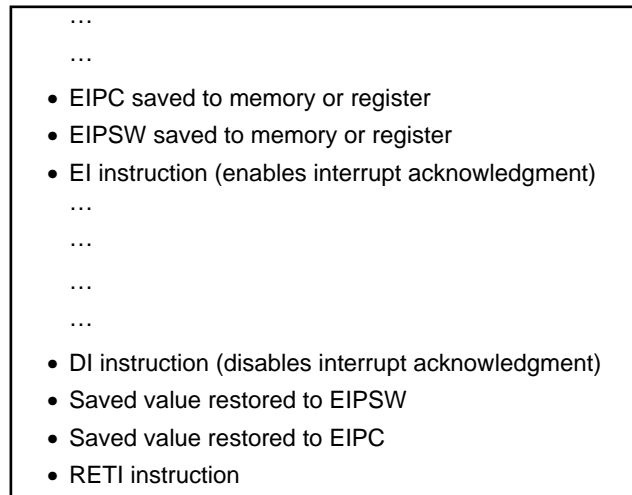 …
…
• EIPC saved to memory or register
• EIPSW saved to memory or register
• EI instruction (enables interrupt acknowledgment)
…
…
…
…
• DI instruction (disables interrupt acknowledgment)
• Saved value restored to EIPSW
• Saved value restored to EIPC
• RETI instruction